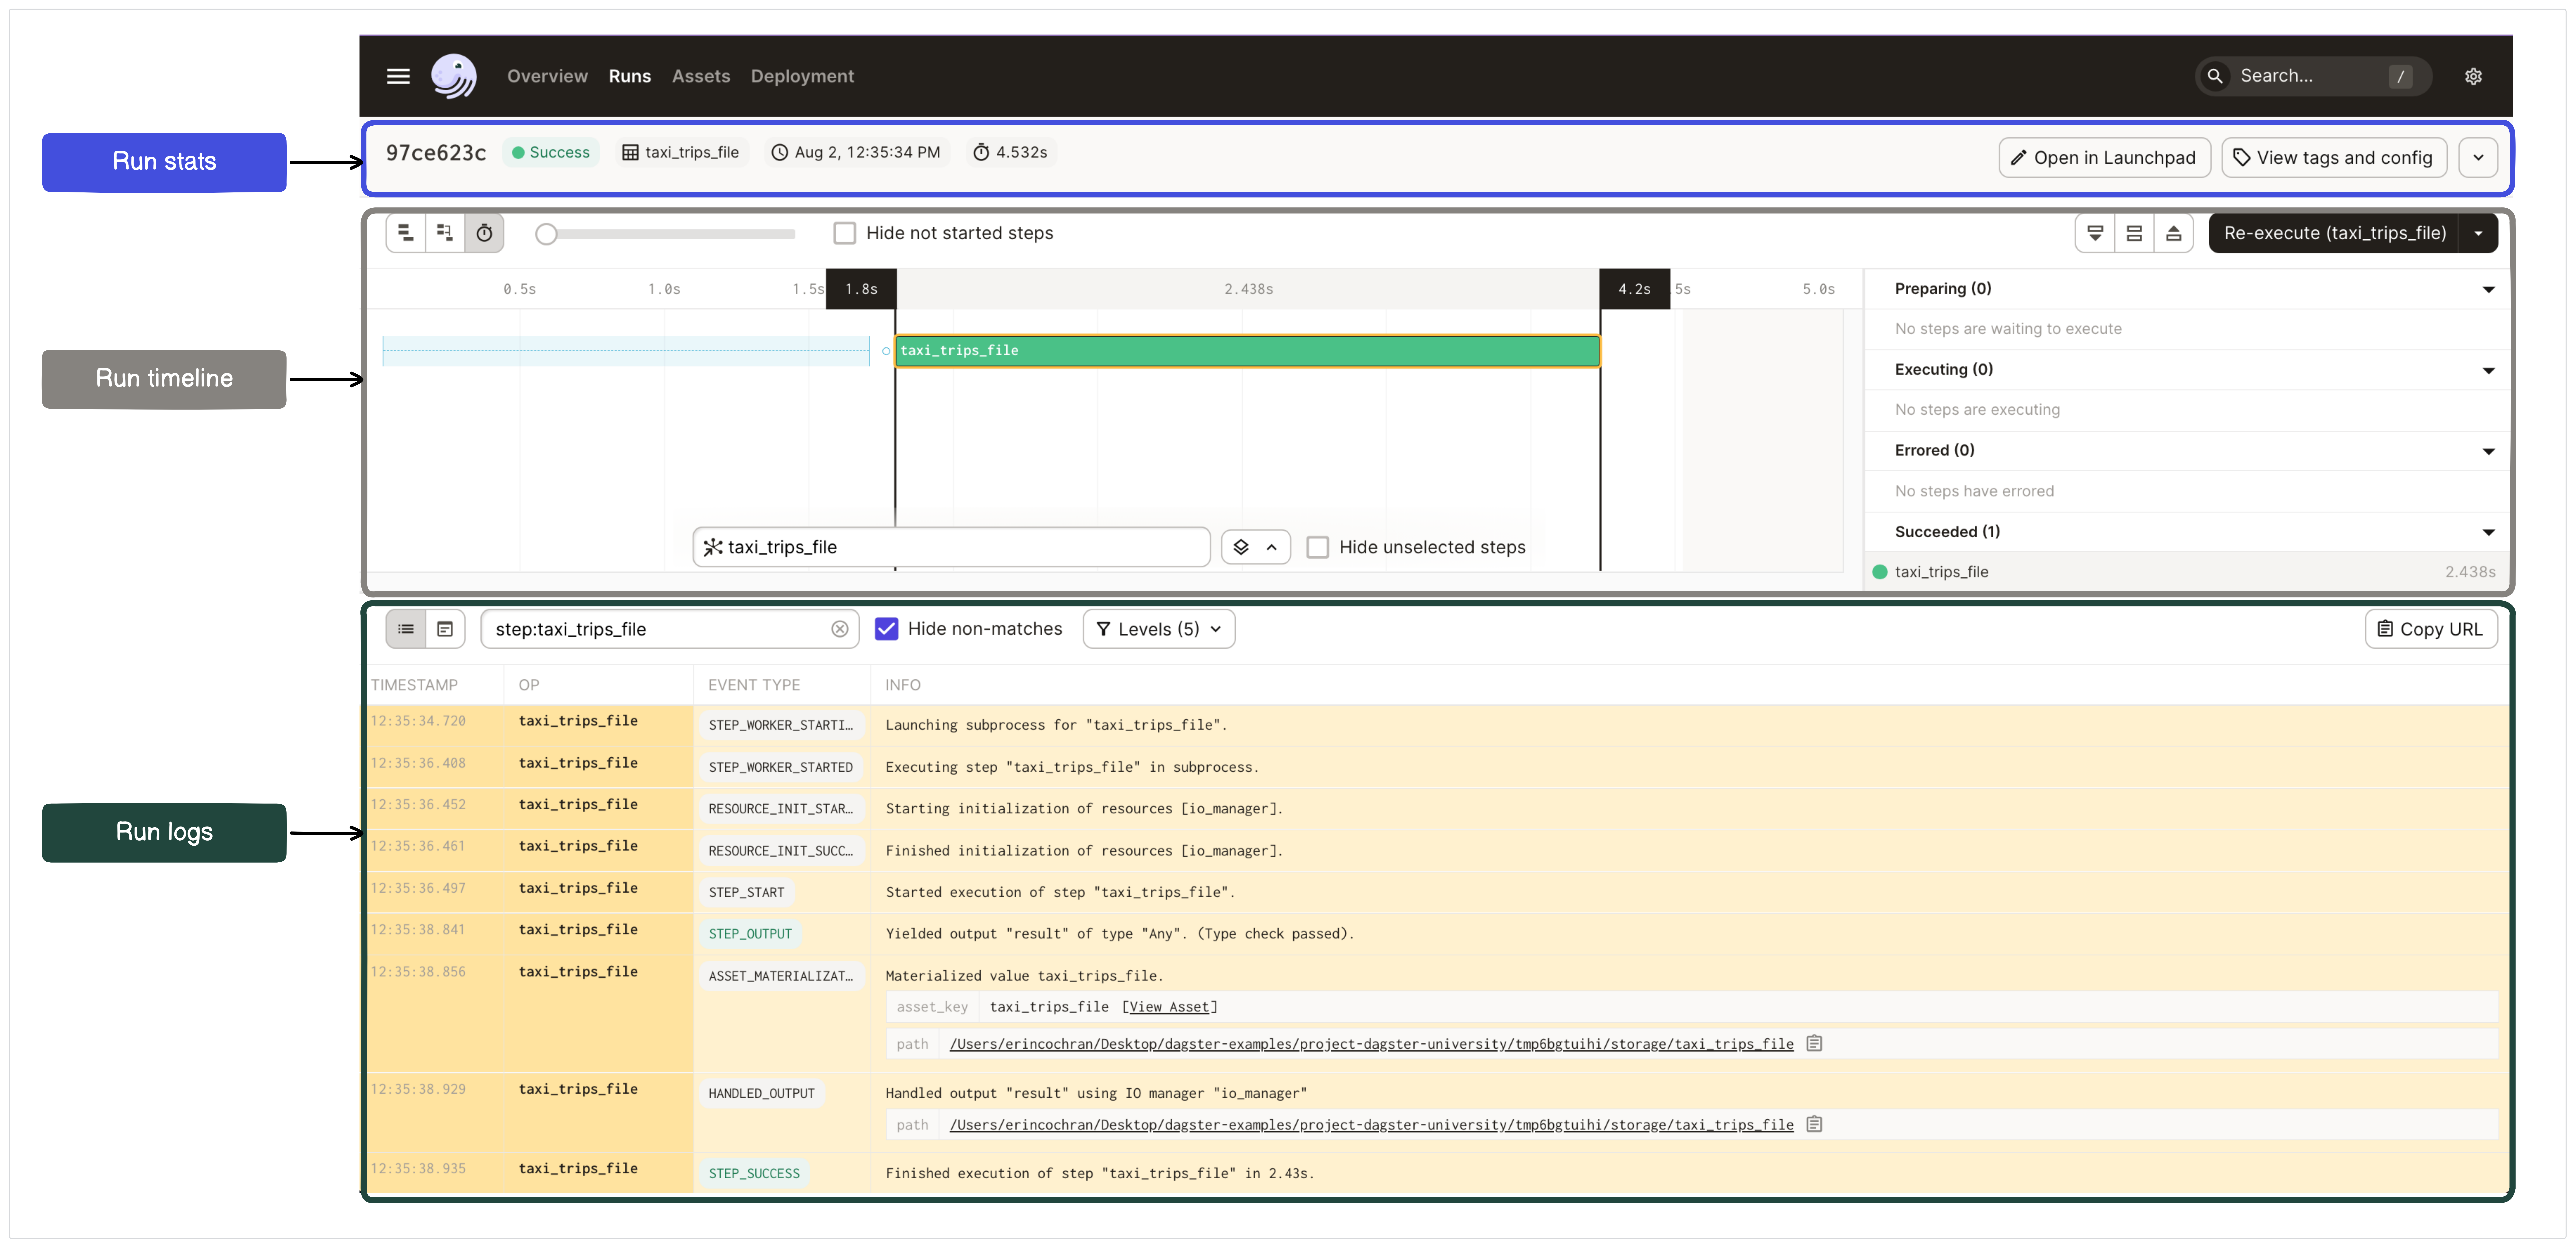 Overview Runs Assets Deployment Search... /
Run stats
97ce623c Success taxi_trips_file Aug 2, 12:35:34 PM 4.532s Open in Launchpad View tags and config
Hide not started steps Re-execute (taxi_trips_file)
0.5s 1.0s 1.5s 1.8s 2.438s 4.2s 5s 5.0s
Run timeline
taxi_trips_file
taxi_trips_file Hide unselected steps
Preparing (0)
No steps are waiting to execute
Executing (0)
No steps are executing
Errored (0)
No steps have errored
Succeeded (1)
taxi_trips_file 2.438s
Run logs
step:taxi_trips_file Hide non-matches Levels (5) Copy URL
TIMESTAMP OP EVENT TYPE INFO
12:35:34.720 taxi_trips_file STEP_WORKER_STARTI... Launching subprocess for "taxi_trips_file".
12:35:36.408 taxi_trips_file STEP_WORKER_STARTED Executing step "taxi_trips_file" in subprocess.
12:35:36.452 taxi_trips_file RESOURCE_INIT_STAR... Starting initialization of resources [io_manager].
12:35:36.461 taxi_trips_file RESOURCE_INIT_SUCC... Finished initialization of resources [io_manager].
12:35:36.497 taxi_trips_file STEP_START Started execution of step "taxi_trips_file".
12:35:38.841 taxi_trips_file STEP_OUTPUT Yielded output "result" of type "Any". (Type check passed).
12:35:38.856 taxi_trips_file ASSET_MATERIALIZAT... Materialized value taxi_trips_file.
asset_key taxi_trips_file [View Asset]
path /Users/erincochran/Desktop/dagster-examples/project-dagster-university/tmp6bgtuihi/storage/taxi_trips_file
12:35:38.929 taxi_trips_file HANDLED_OUTPUT Handled output "result" using IO manager "io_manager"
path /Users/erincochran/Desktop/dagster-examples/project-dagster-university/tmp6bgtuihi/storage/taxi_trips_file
12:35:38.935 taxi_trips_file STEP_SUCCESS Finished execution of step "taxi_trips_file" in 2.43s.